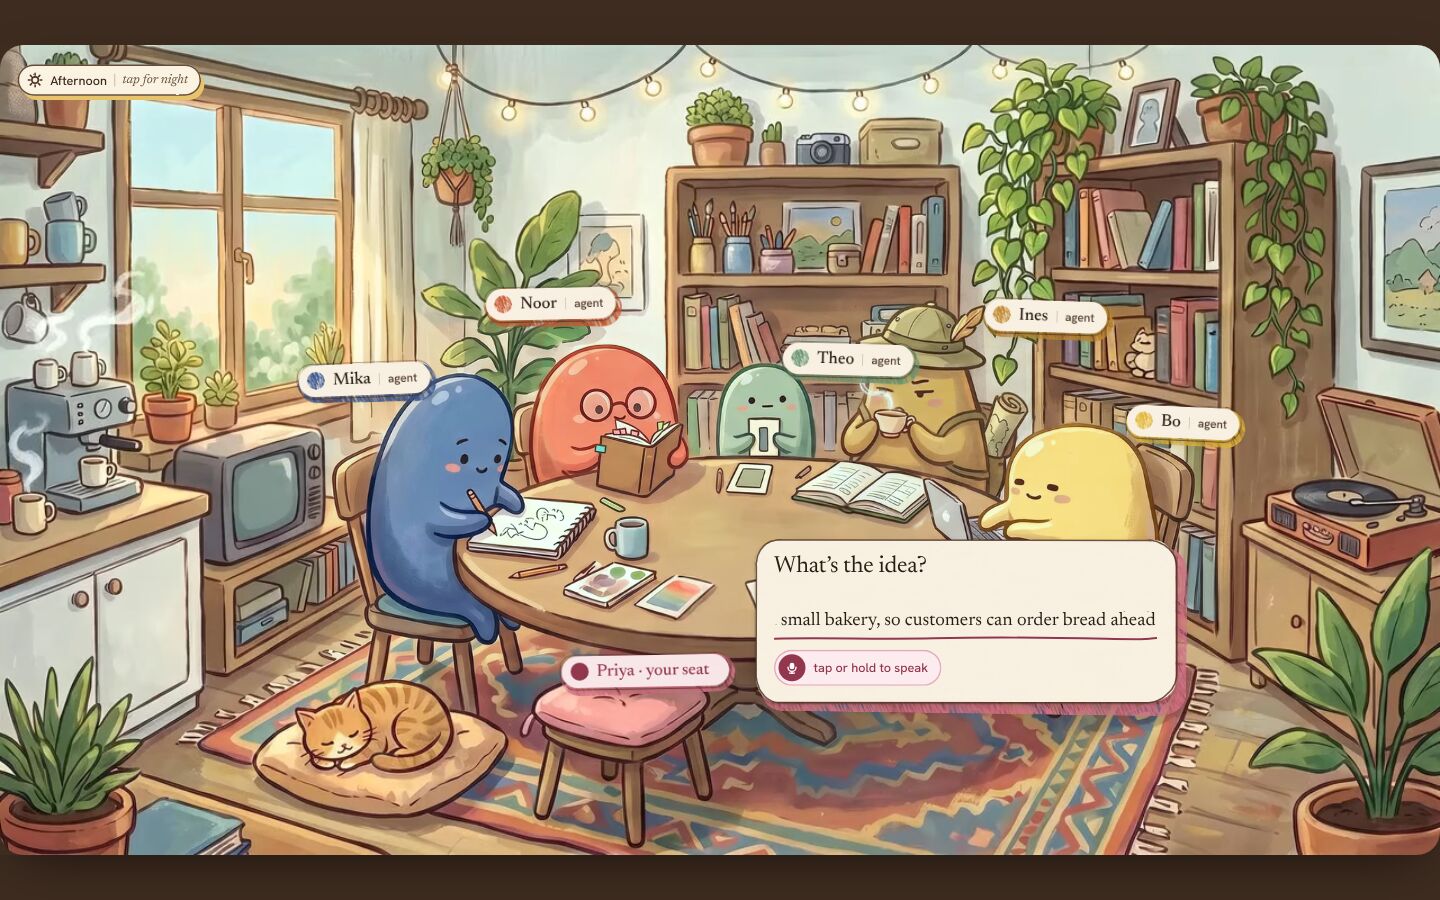 Afternoon tap for night
Noor agent
Ines agent
Theo agent
Mika agent
Bo agent
What's the idea?
small bakery, so customers can order bread ahead
tap or hold to speak
Priya · your seat